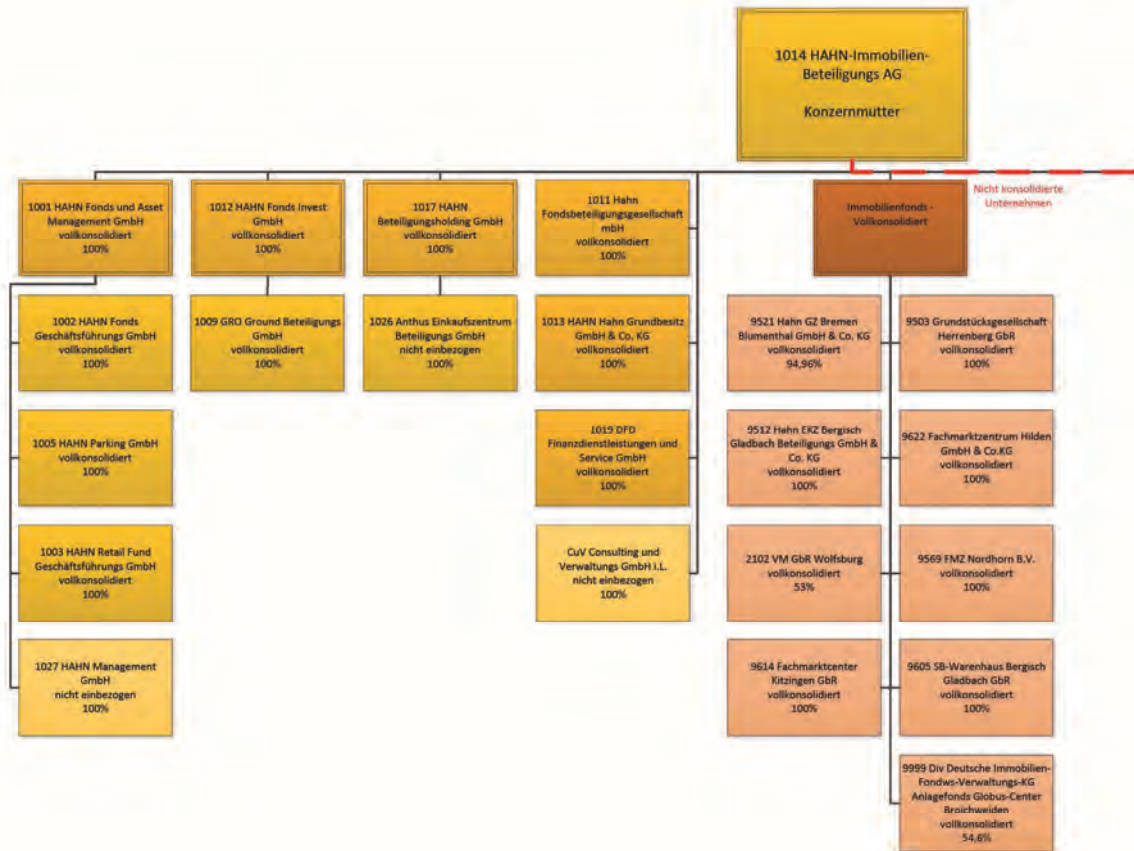 1014 HAHN-Immobilien-
Beteiligungs AG
Konzernmutter
Nicht konsolidierte
Unternehmen
1001 HAHN Fonds und Asset
Management GmbH
vollkonsolidiert
100%
1012 HAHN Fonds Invest
GmbH
vollkonsolidiert
100%
1017 HAHN
Beteiligungsholding GmbH
vollkonsolidiert
100%
1011 Hahn
Fondsbeteiligungsgesellschaft
mbH
vollkonsolidiert
100%
Immobilienfonds -
Vollkonsolidiert
1002 HAHN Fonds
Geschäftsführungs GmbH
vollkonsolidiert
100%
1009 GRO Ground Beteiligungs
GmbH
vollkonsolidiert
100%
1026 Anthus Einkaufszentrum
Beteiligungs GmbH
nicht einbezogen
100%
1013 HAHN Hahn Grundbesitz
GmbH & Co. KG
vollkonsolidiert
100%
9521 Hahn GZ Bremen
Blumenthal GmbH & Co. KG
vollkonsolidiert
94,96%
9503 Grundstücksgesellschaft
Herrenberg GbR
vollkonsolidiert
100%
1005 HAHN Parking GmbH
vollkonsolidiert
100%
1019 DFD
Finanzdienstleistungen und
Service GmbH
vollkonsolidiert
100%
9512 Hahn EKZ Bergisch
Gladbach Beteiligungs GmbH &
Co. KG
vollkonsolidiert
100%
9622 Fachmarktzentrum Hilden
GmbH & Co.KG
vollkonsolidiert
100%
1003 HAHN Retail Fund
Geschäftsführungs GmbH
vollkonsolidiert
100%
CuV Consulting und
Verwaltungs GmbH i.L.
nicht einbezogen
100%
2102 VM GbR Wolfsburg
vollkonsolidiert
53%
9569 FMZ Nordhorn B.V.
vollkonsolidiert
100%
1027 HAHN Management
GmbH
nicht einbezogen
100%
9614 Fachmarktcenter
Kitzingen GbR
vollkonsolidiert
100%
9605 SB-Warenhaus Bergisch
Gladbach GbR
vollkonsolidiert
100%
9999 Div Deutsche Immobilien-
Fondws-Verwaltungs-KG
Anlagefonds Globus-Center
Broichweiden
vollkonsolidiert
54,6%